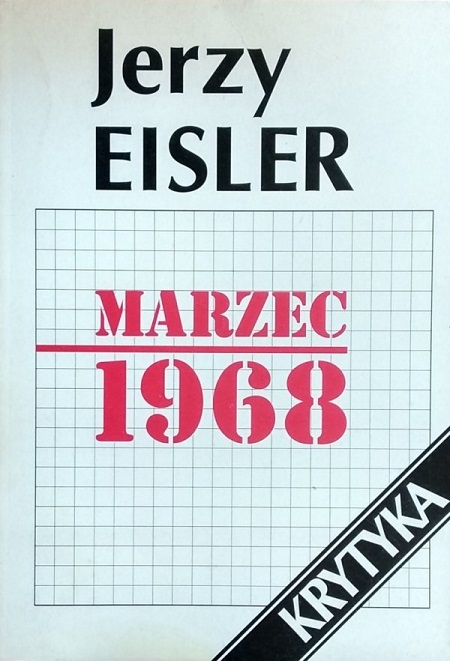 Jerzy
EISLER
MARZEC
1968
KRYTYKA